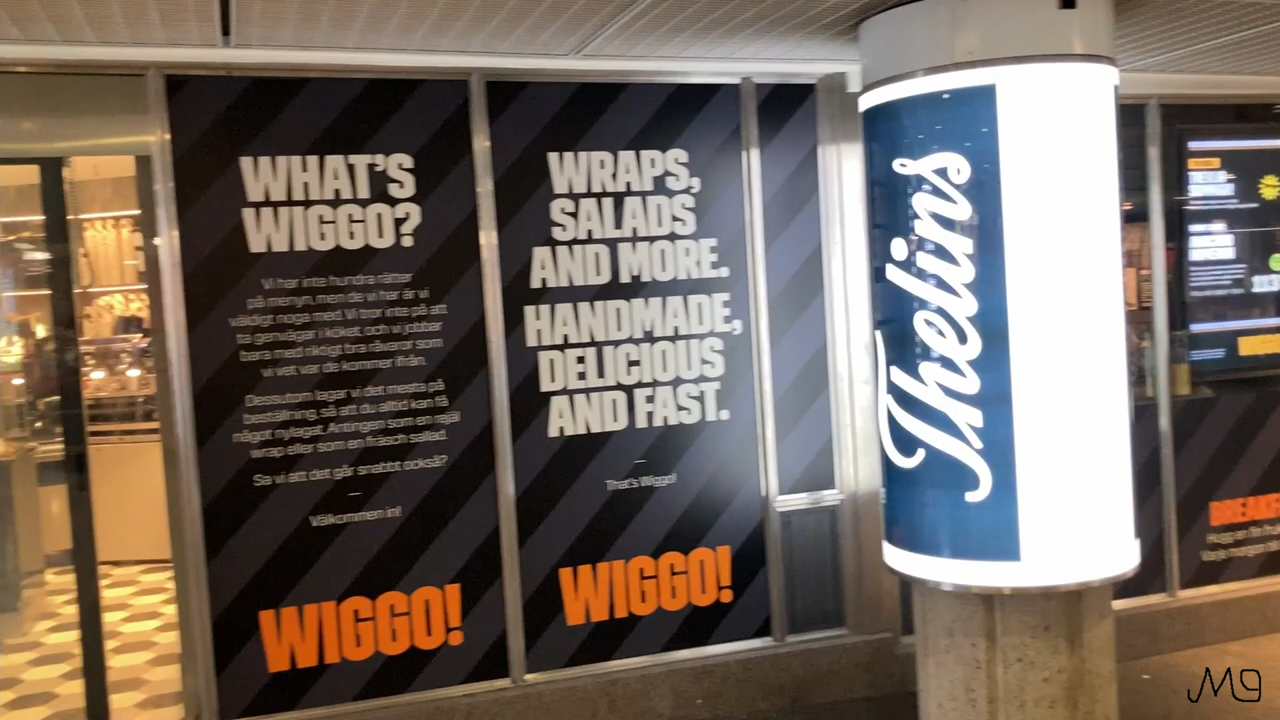 WHAT'S
WIGGO?
Vi har inte hundra rätter
på menyn, men de vi har är vi
väldigt noga med. Vi tror inte på att
ta genvägar i köket, och vi jobbar
bara med riktigt bra råvaror som
vi vet var de kommer ifrån.
Dessutom lagar vi det mesta på
beställning, så att du alltid kan få
något nylagat. Antingen som en rejäl
wrap eller som en fräsch sallad.
Sa vi att det går snabbt också?
Välkommen in!
WIGGO!
WRAPS,
SALADS
AND MORE.
HANDMADE,
DELICIOUS
AND FAST.
That's Wiggo!
WIGGO!
Thelins
BREAK
MG